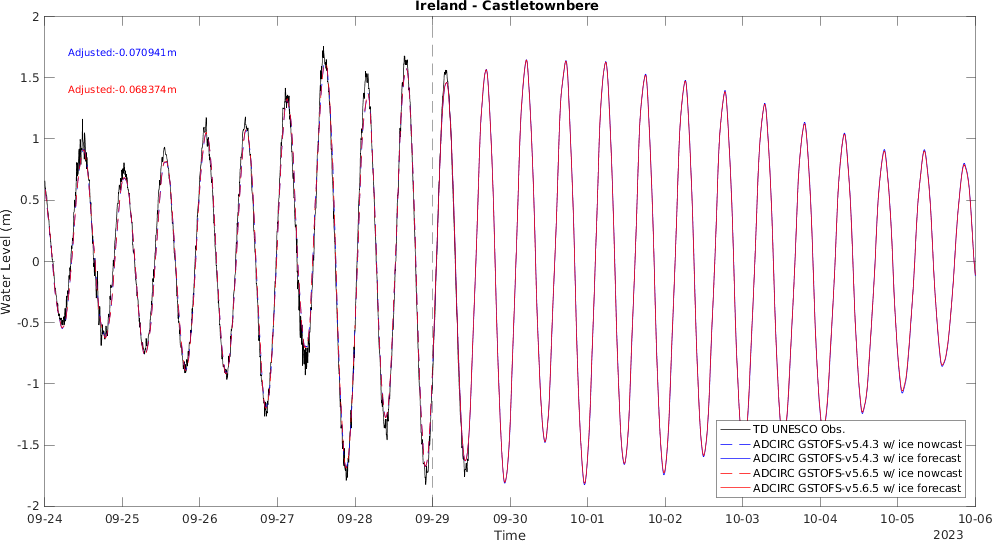 Ireland - Castletownbere
Adjusted:-0.070941m
Adjusted:-0.068374m
Water Level (m)
2
1.5
1
0.5
0
-0.5
-1
-1.5
-2
TD UNESCO Obs.
ADCIRC GSTOFS-v5.4.3 w/ ice nowcast
ADCIRC GSTOFS-v5.4.3 w/ ice forecast
ADCIRC GSTOFS-v5.6.5 w/ ice nowcast
ADCIRC GSTOFS-v5.6.5 w/ ice forecast
09-24 09-25 09-26 09-27 09-28 09-29 09-30 10-01 10-02 10-03 10-04 10-05 10-06
Time
2023